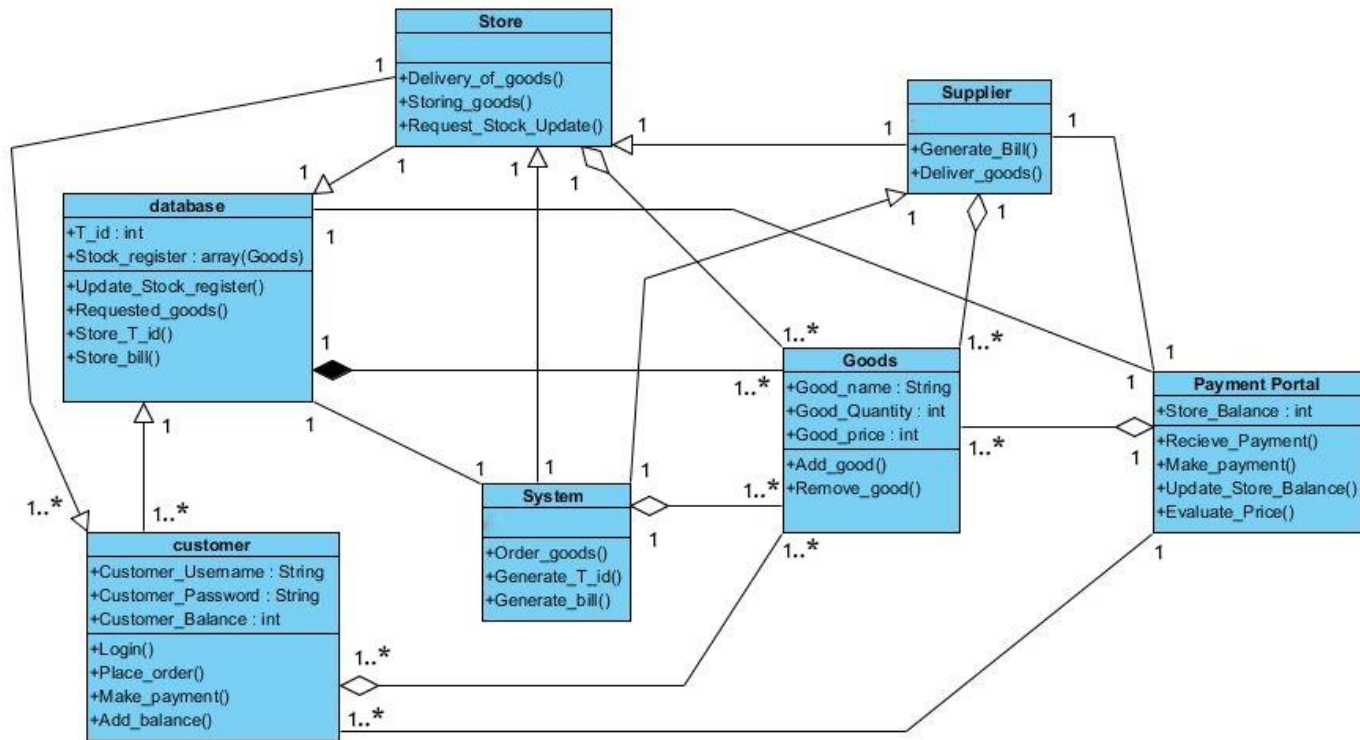 Store
+Delivery_of_goods()
+Storing_goods()
+Request_Stock_Update()
1
1
1
1
1
1
1
1
Supplier
+Generate_Bill()
+Deliver_goods()
1
1
1
1
database
+T_id : int
+Stock_register : array(Goods)
+Update_Stock_register()
+Requested_goods()
+Store_T_id()
+Store_bill()
1
1
1
1
1..*
1..*
1..*
Goods
+Good_name : String
+Good_Quantity : int
+Good_price : int
+Add_good()
+Remove_good()
1..*
1..*
1..*
1
1
1
Payment Portal
+Store_Balance : int
+Recieve_Payment()
+Make_payment()
+Update_Store_Balance()
+Evaluate_Price()
1
1
1
1
1
System
+Order_goods()
+Generate_T_id()
+Generate_bill()
1..*
1..*
customer
+Customer_Username : String
+Customer_Password : String
+Customer_Balance : int
+Login()
+Place_order()
+Make_payment()
+Add_balance()
1..*
1..*